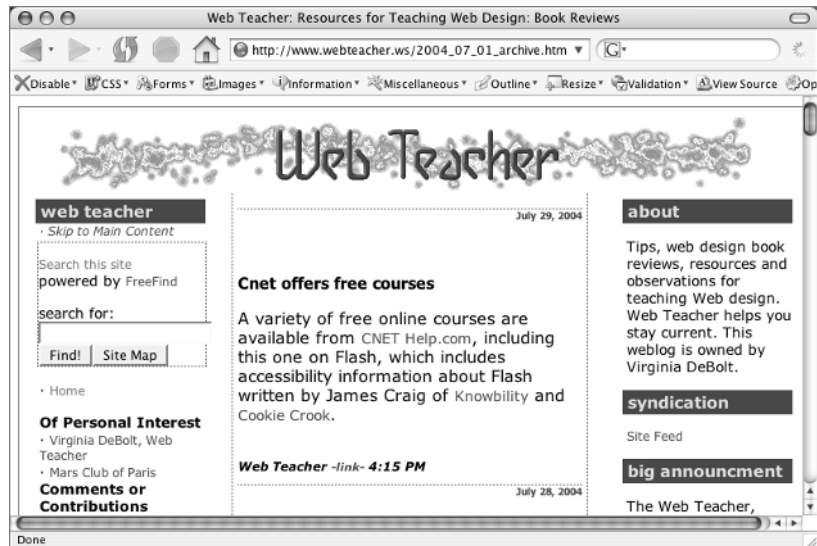 Web Teacher: Resources for Teaching Web Design: Book Reviews
http://www.webteacher.ws/2004_07_01_archive.htm
G
Disable CSS Forms Images Information Miscellaneous Outline Resize Validation View Source Op
Web Teacher
web teacher
· Skip to Main Content
Search this site
powered by FreeFind
search for:
Find! Site Map
· Home
Of Personal Interest
· Virginia DeBolt, Web
Teacher
· Mars Club of Paris
Comments or
Contributions
July 29, 2004
Cnet offers free courses
A variety of free online courses are
available from CNET Help.com, including
this one on Flash, which includes
accessibility information about Flash
written by James Craig of Knowbility and
Cookie Crook.
Web Teacher -link- 4:15 PM
July 28, 2004
about
Tips, web design book
reviews, resources and
observations for
teaching Web design.
Web Teacher helps you
stay current. This
weblog is owned by
Virginia DeBolt.
syndication
Site Feed
big announcment
The Web Teacher,
Done